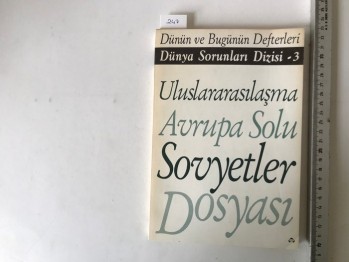 Dünün ve Bugünün Defterleri
Dünya Sorunları Dizisi - 3
Uluslararasılaşma
Avrupa Solu
Sovyetler
Dosyası